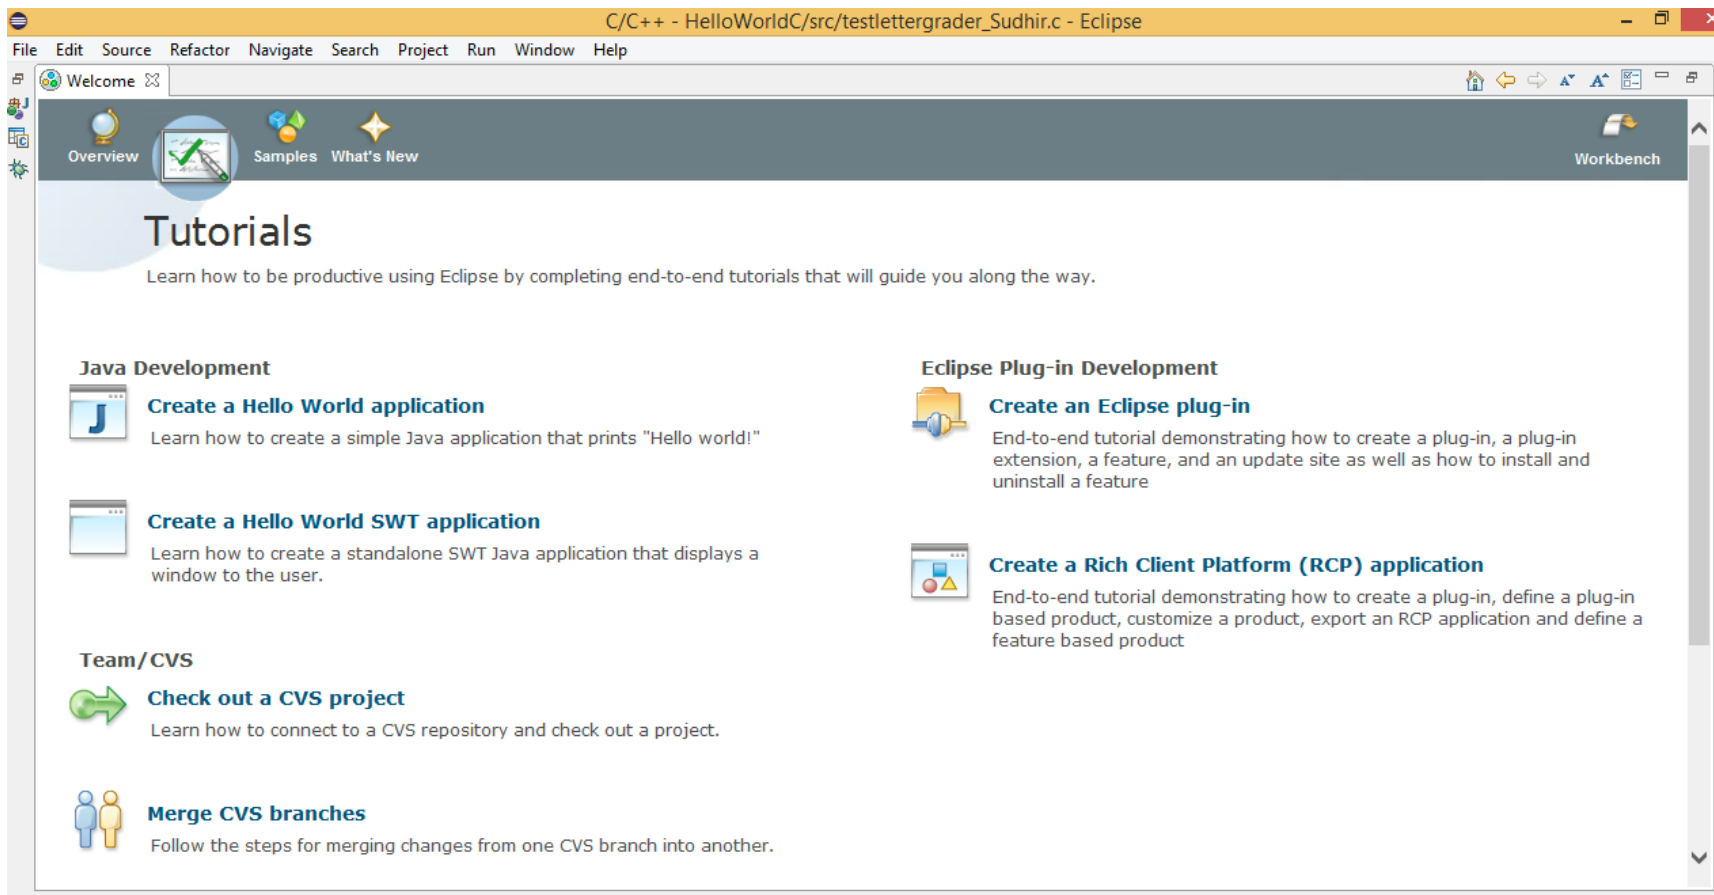 C/C++ - HelloWorldC/src/testlettergrader_Sudhir.c - Eclipse
File Edit Source Refactor Navigate Search Project Run Window Help
Welcome
Overview Samples What's New Workbench
Tutorials
Learn how to be productive using Eclipse by completing end-to-end tutorials that will guide you along the way.
Java Development
Create a Hello World application
Learn how to create a simple Java application that prints "Hello world!"
Create a Hello World SWT application
Learn how to create a standalone SWT Java application that displays a
window to the user.
Team/CVS
Check out a CVS project
Learn how to connect to a CVS repository and check out a project.
Merge CVS branches
Follow the steps for merging changes from one CVS branch into another.
Eclipse Plug-in Development
Create an Eclipse plug-in
End-to-end tutorial demonstrating how to create a plug-in, a plug-in
extension, a feature, and an update site as well as how to install and
uninstall a feature
Create a Rich Client Platform (RCP) application
End-to-end tutorial demonstrating how to create a plug-in, define a plug-in
based product, customize a product, export an RCP application and define a
feature based product